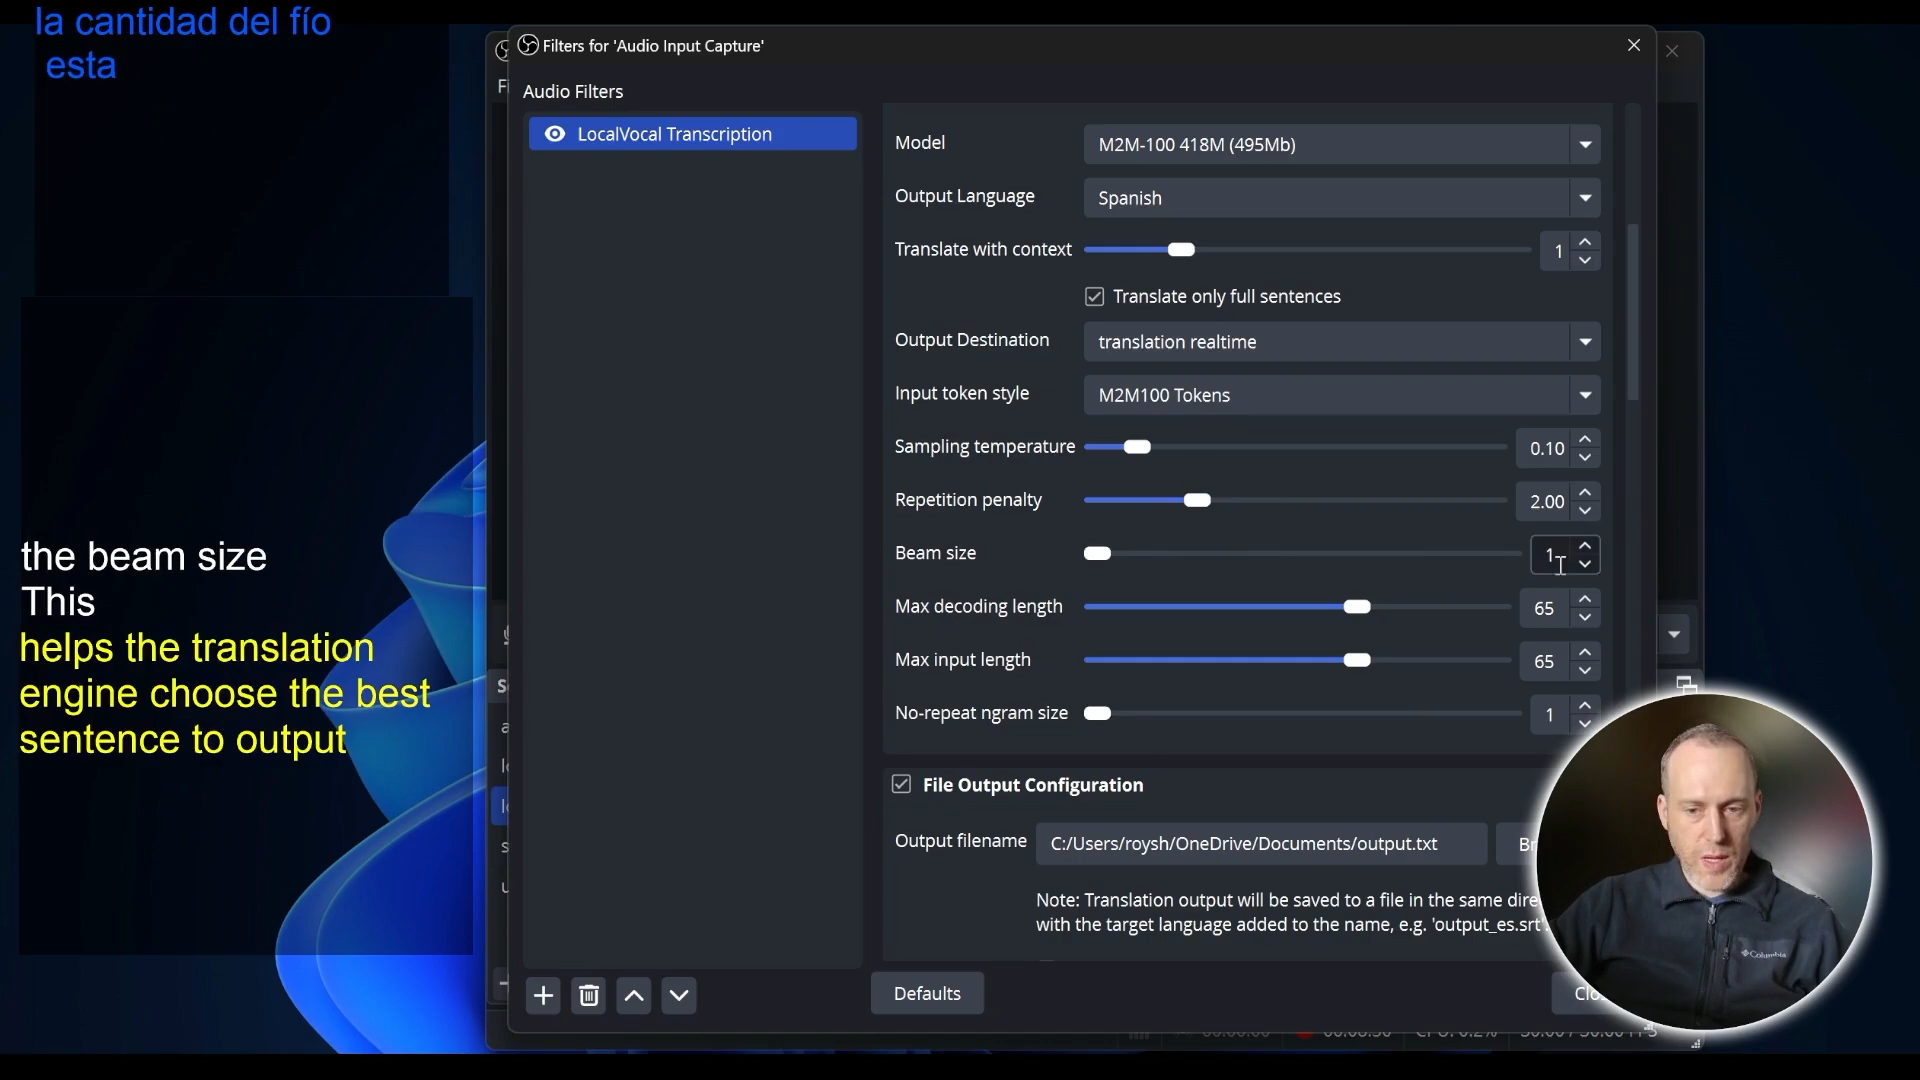 la cantidad del fío
esta
the beam size
This
helps the translation
engine choose the best
sentence to output
Filters for 'Audio Input Capture'
Audio Filters
LocalVocal Transcription
Model
M2M-100 418M (495Mb)
Output Language
Spanish
Translate with context
1
Translate only full sentences
Output Destination
translation realtime
Input token style
M2M100 Tokens
Sampling temperature
0.10
Repetition penalty
2.00
Beam size
1
Max decoding length
65
Max input length
65
No-repeat ngram size
1
File Output Configuration
Output filename
C:/Users/roysh/OneDrive/Documents/output.txt
Note: Translation output will be saved to a file in the same
with the target language added to the name, e.g. 'output_es.srt'.
Defaults
Columbia